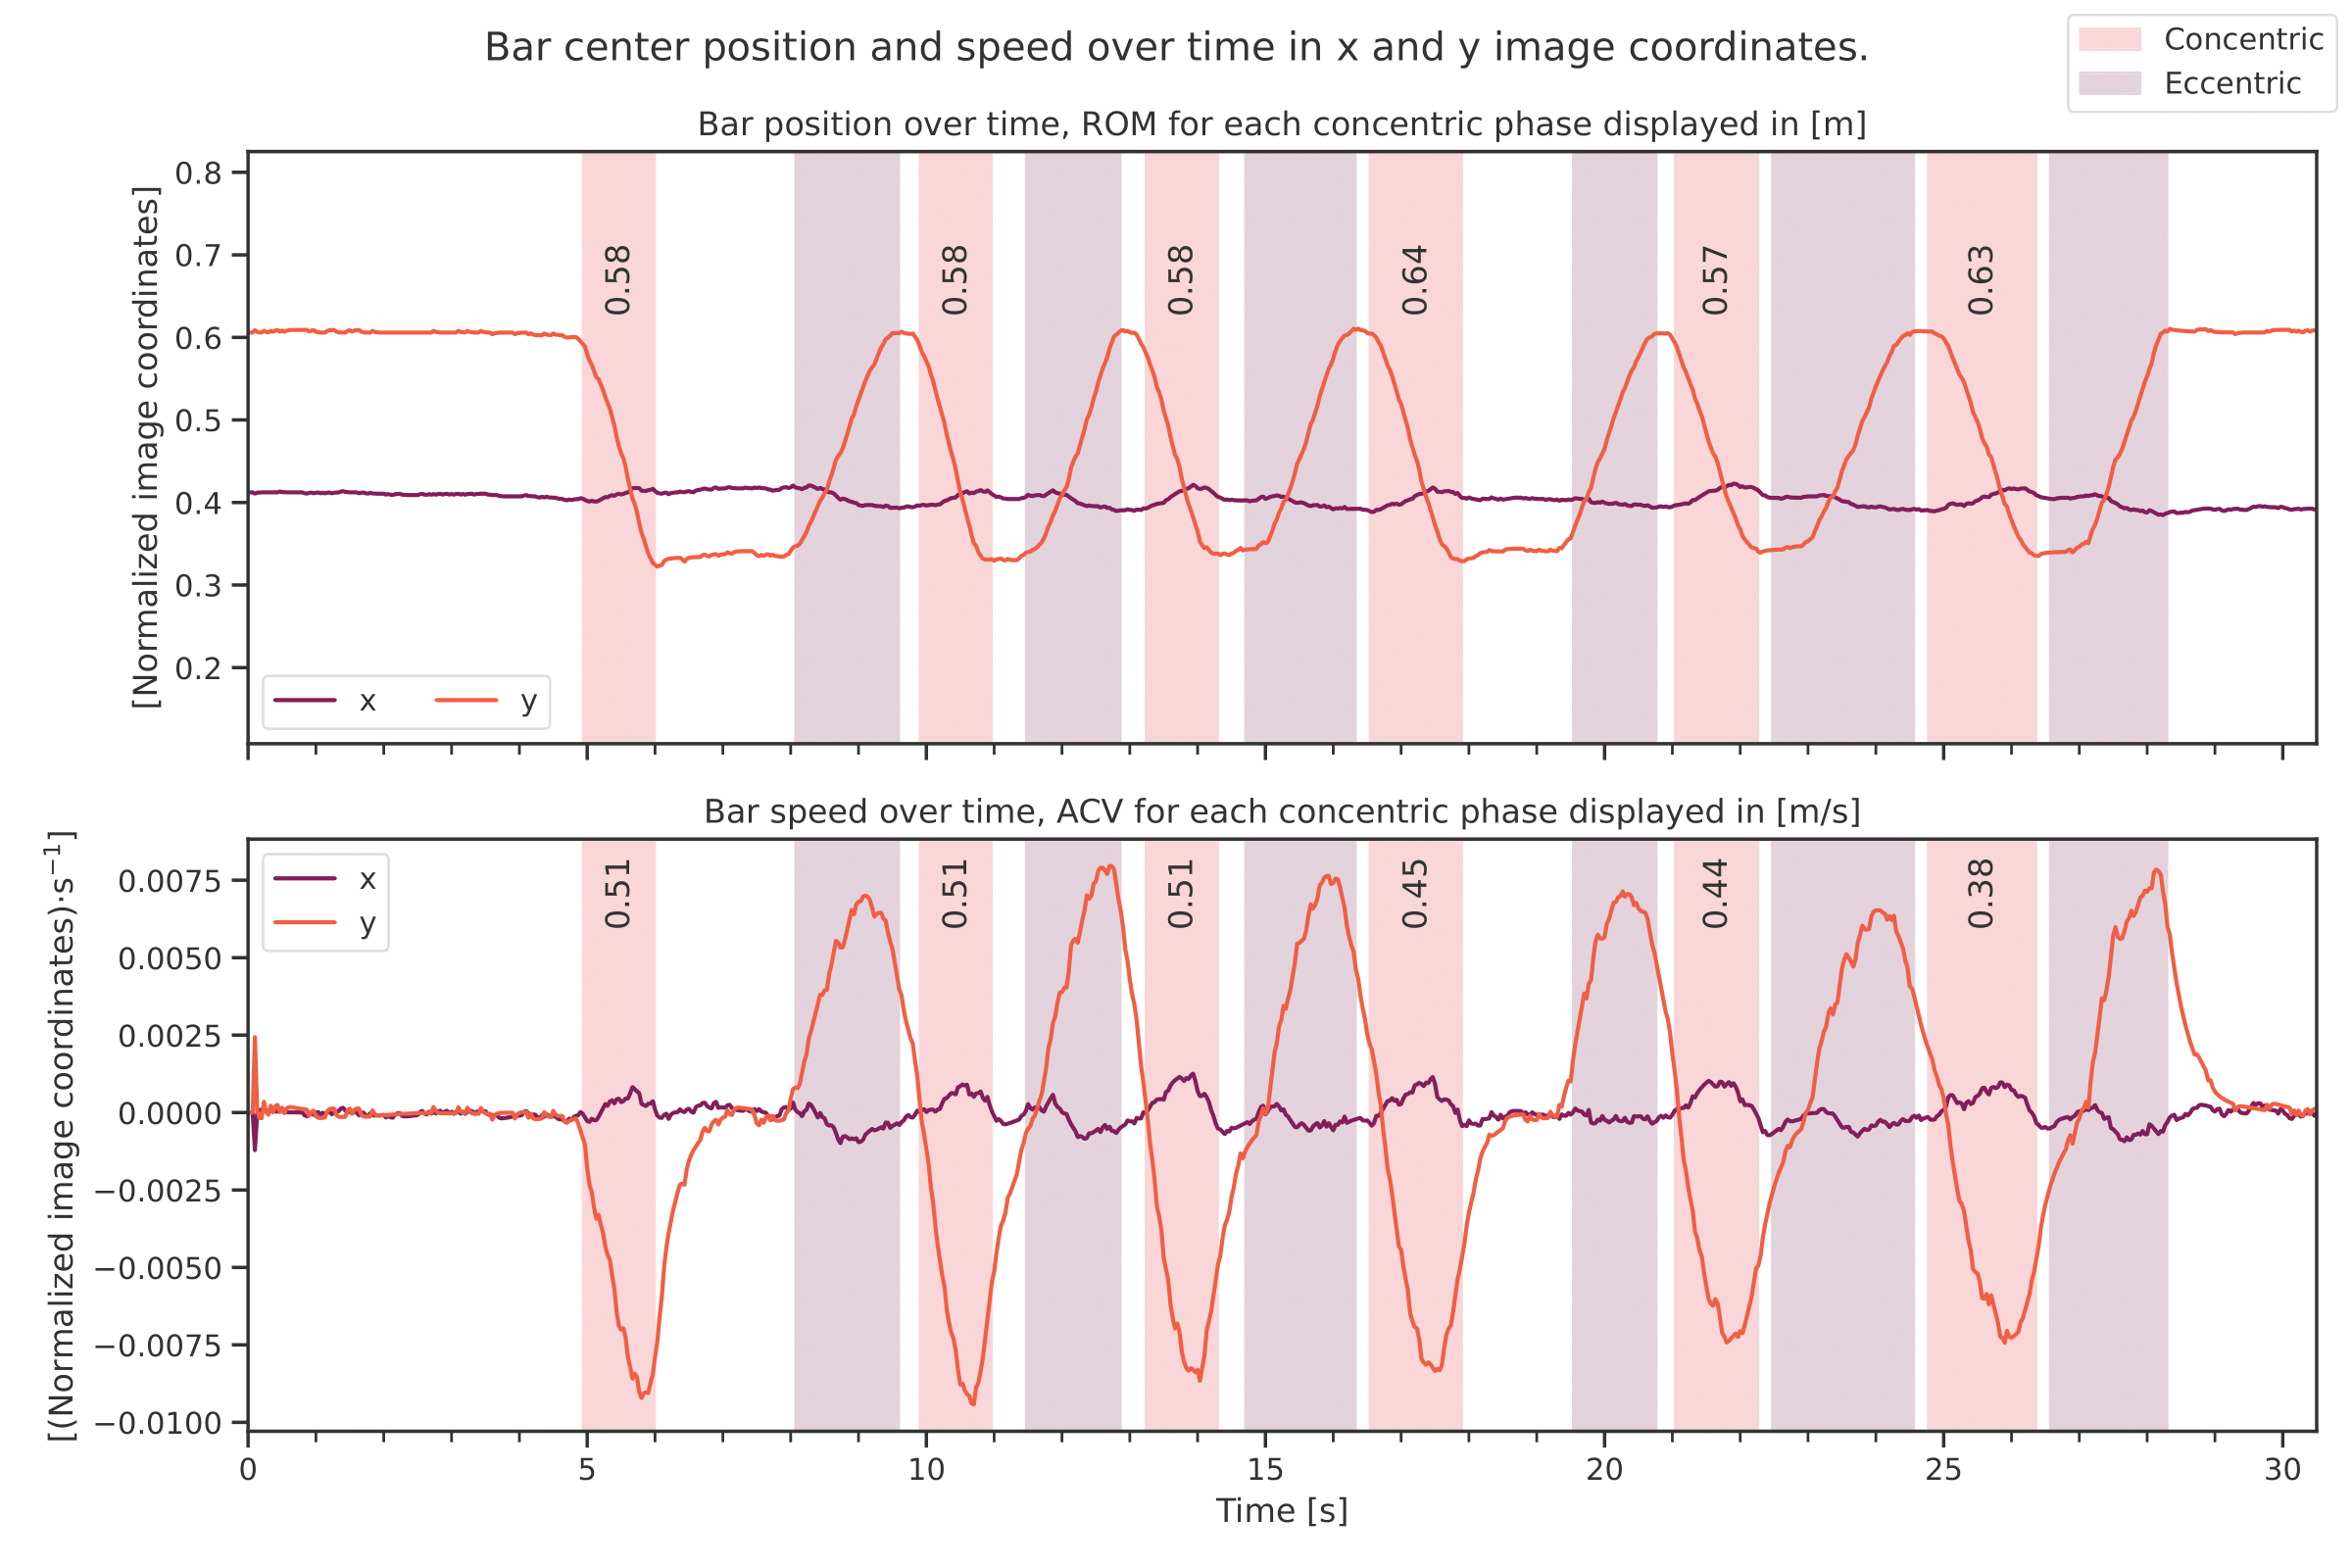 Bar center position and speed over time in x and y image coordinates.
Concentric
Eccentric
Bar position over time, ROM for each concentric phase displayed in [m]
[Normalized image coordinates]
0.8
0.7
0.6
0.5
0.4
0.3
0.2
0.58
0.58
0.58
0.64
0.57
0.63
x y
Bar speed over time, ACV for each concentric phase displayed in [m/s]
[(Normalized image coordinates)·s⁻¹]
0.0075
0.0050
0.0025
0.0000
−0.0025
−0.0050
−0.0075
−0.0100
x
y
0.51
0.51
0.51
0.45
0.44
0.38
0 5 10 15 20 25 30
Time [s]